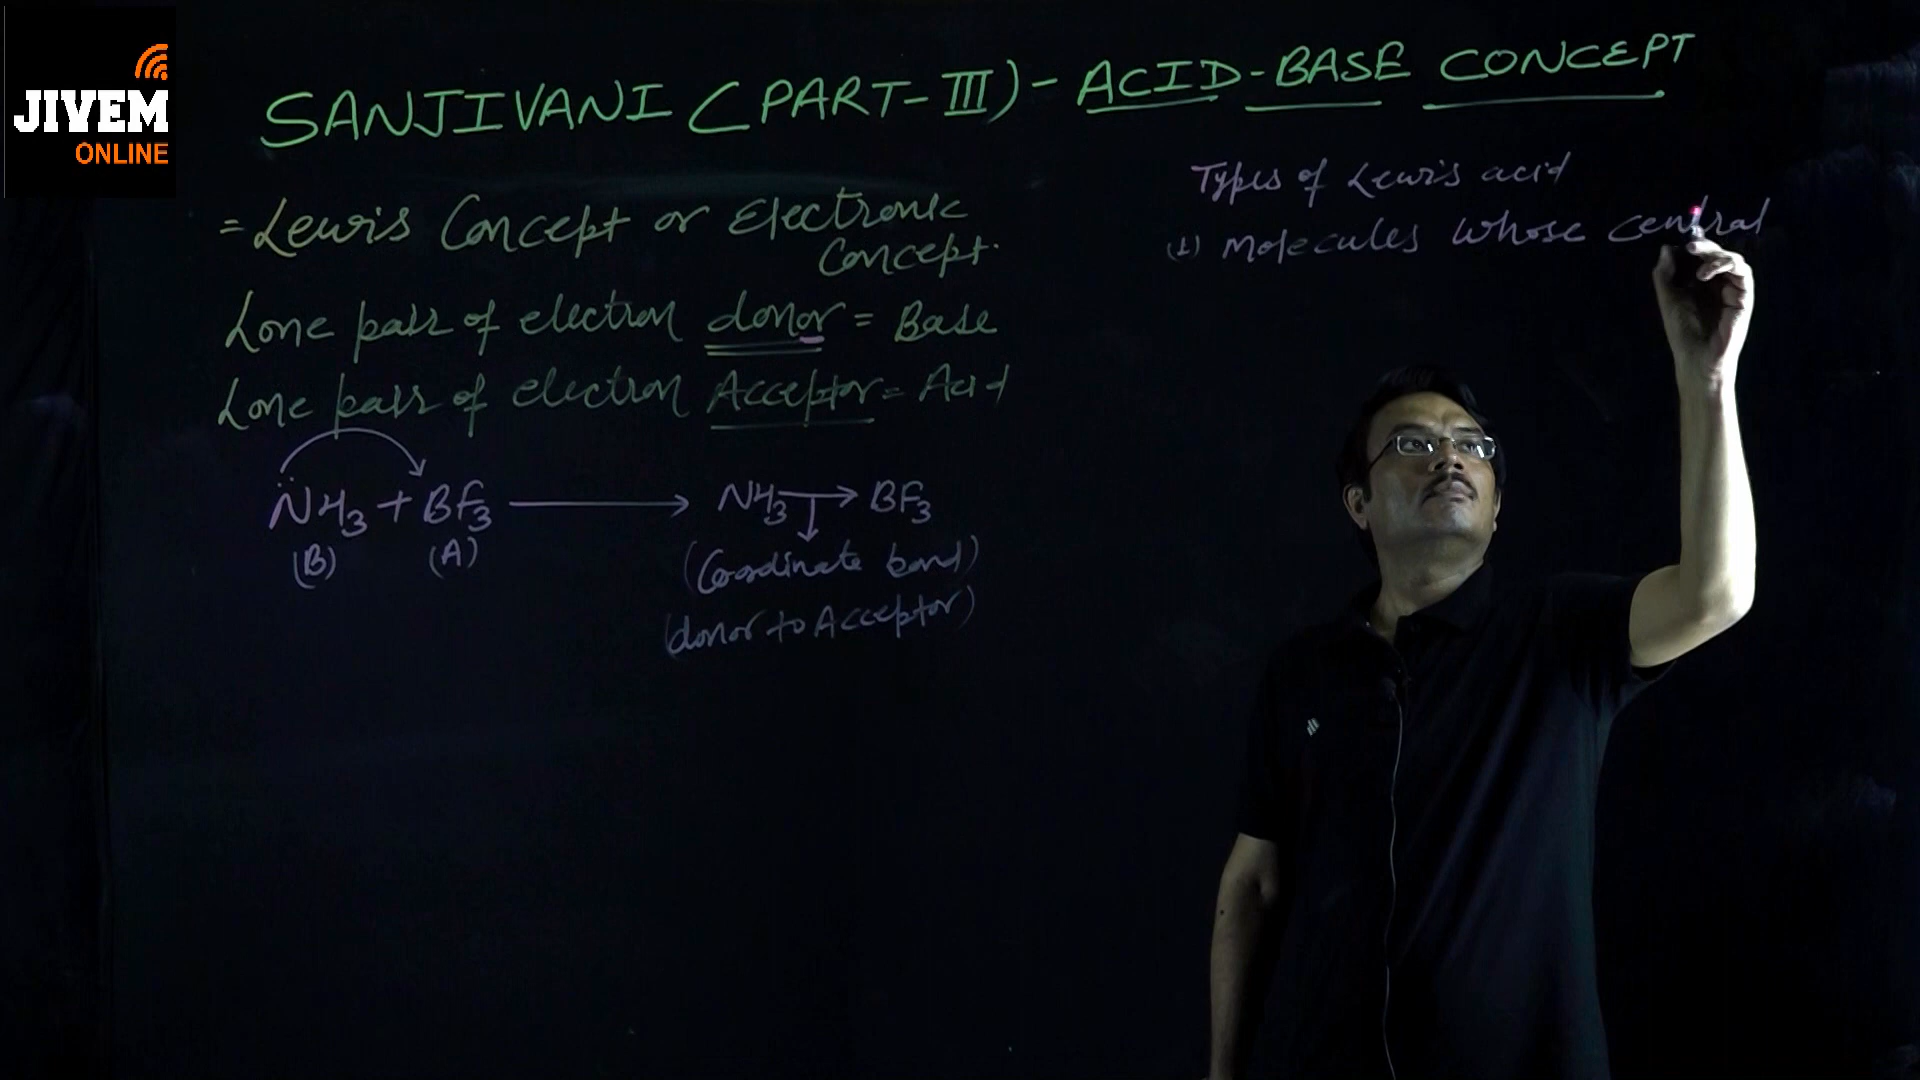 JIVEM
ONLINE
SANJIVANI (PART-III) - ACID-BASE CONCEPT
= Lewis Concept or Electronic
Concept.
Lone pair of electron donor = Base
Lone pair of electron Acceptor = Acid
N̈H₃ + BF₃ ⟶ NH₃ → BF₃
(B) (A)
(Coordinate bond)
(donor to Acceptor)
Types of Lewis acid
(1) Molecules whose central